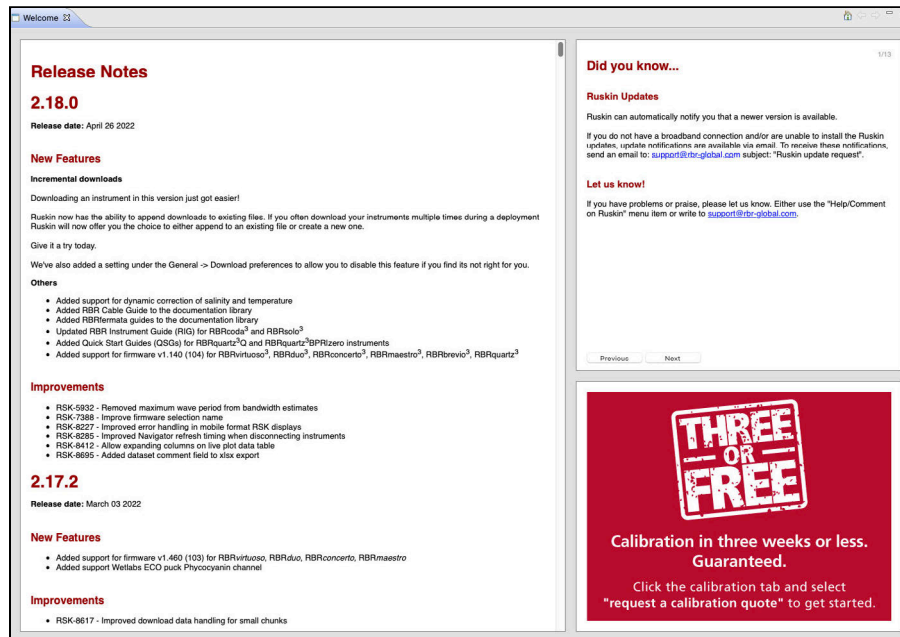 Welcome
Release Notes
2.18.0
Release date: April 26 2022
New Features
Incremental downloads
Downloading an instrument in this version just got easier!
Ruskin now has the ability to append downloads to existing files. If you often download your instruments multiple times during a deployment
Ruskin will now offer you the choice to either append to an existing file or create a new one.
Give it a try today.
We've also added a setting under the General -> Download preferences to allow you to disable this feature if you find its not right for you.
Others
• Added support for dynamic correction of salinity and temperature
• Added RBR Cable Guide to the documentation library
• Added RBRfermata guides to the documentation library
• Updated RBR Instrument Guide (RIG) for RBRcoda³ and RBRsolo³
• Added Quick Start Guides (QSGs) for RBRquartz³Q and RBRquartz³BPRIzero instruments
• Added support for firmware v1.140 (104) for RBRvirtuoso³, RBRduo³, RBRconcerto³, RBRmaestro³, RBRbrevio³, RBRquartz³
Improvements
• RSK-5932 - Removed maximum wave period from bandwidth estimates
• RSK-7388 - Improve firmware selection name
• RSK-8227 - Improved error handling in mobile format RSK displays
• RSK-8285 - Improved Navigator refresh timing when disconnecting instruments
RSK-8412 - Allow expanding columns on live plot data table
• RSK-8695 - Added dataset comment field to xlsx export
2.17.2
Release date: March 03 2022
New Features
• Added support for firmware v1.460 (103) for RBRvirtuoso, RBRduo, RBRconcerto, RBRmaestro
• Added support Wetlabs ECO puck Phycocyanin channel
Improvements
• RSK-8617 - Improved download data handling for small chunks
1/13
Did you know...
Ruskin Updates
Ruskin can automatically notify you that a newer version is available.
If you do not have a broadband connection and/or are unable to install the Ruskin
updates, update notifications are available via email. To receive these notifications,
send an email to: support@rbr-global.com subject: "Ruskin update request".
Let us know!
If you have problems or praise, please let us know. Either use the "Help/Comment
on Ruskin" menu item or write to support@rbr-global.com.
Previous Next
THREE
OR
FREE
Calibration in three weeks or less.
Guaranteed.
Click the calibration tab and select
"request a calibration quote" to get started.